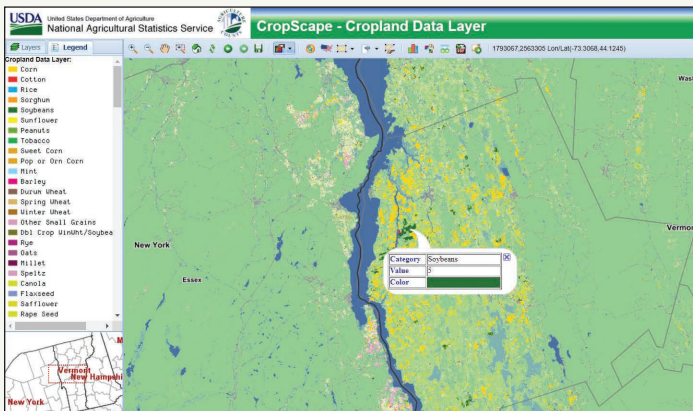 USDA
United States Department of Agriculture
National Agricultural Statistics Service
CropScape - Cropland Data Layer
Layers
Legend
1793067,2563305 Lon/Lat(-73.3068,44.1245)
Cropland Data Layer:
Corn
Cotton
Rice
Sorghum
Soybeans
Sunflower
Peanuts
Tobacco
Sweet Corn
Pop or Orn Corn
Mint
Barley
Durum Wheat
Spring Wheat
Winter Wheat
Other Small Grains
Dbl Crop WinWht/Soybea
Rye
Oats
Millet
Speltz
Canola
Flaxseed
Safflower
Rape Seed
Wash
New York
Essex
Vermon
Category Soybeans
Value 5
Color
M
Vermont
New Hampshi
New York